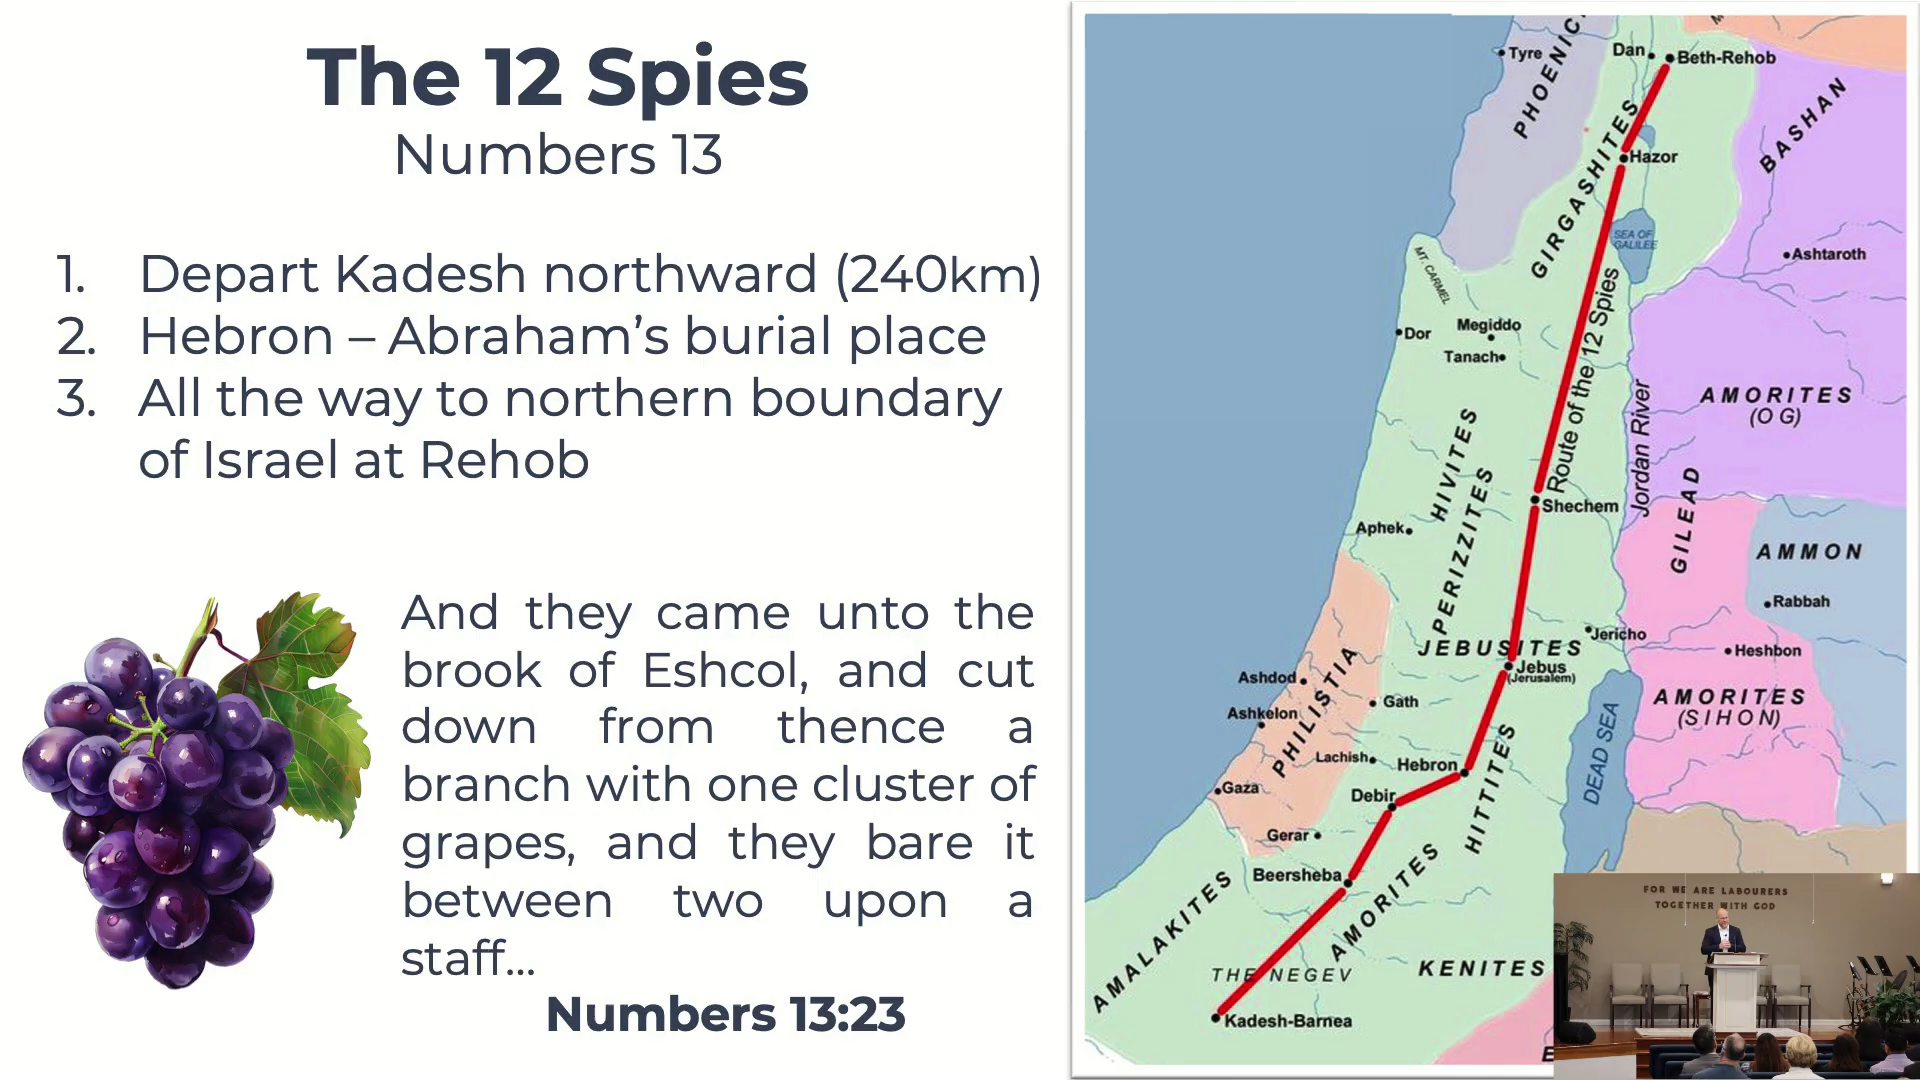 The 12 Spies
Numbers 13
1. Depart Kadesh northward (240km)
2. Hebron – Abraham’s burial place
3. All the way to northern boundary
of Israel at Rehob
And they came unto the
brook of Eshcol, and cut
down from thence a
branch with one cluster of
grapes, and they bare it
between two upon a
staff...
Numbers 13:23
Tyre
Dan
Beth-Rehob
BASHAN
GIRGASHITES
Hazor
SEA OF
GALILEE
Ashtaroth
MT. CARMEL
Dor
Megiddo
Tanach
Route of the 12 Spies
Jordan River
AMORITES
(OG)
HIVITES
PERIZZITES
Shechem
GILEAD
Aphek
AMMON
Rabbah
Jericho
JEBUSITES
Jebus
(Jerusalem)
Heshbon
Ashdod
AMORITES
(SIHON)
Ashkelon
PHILISTIA
Gath
DEAD SEA
Lachish
Hebron
HITTITES
Gaza
Debir
Gerar
Beersheba
AMORITES
AMALAKITES
THE NEGEV
KENITES
Kadesh-Barnea
FOR WE ARE LABOURERS
TOGETHER WITH GOD